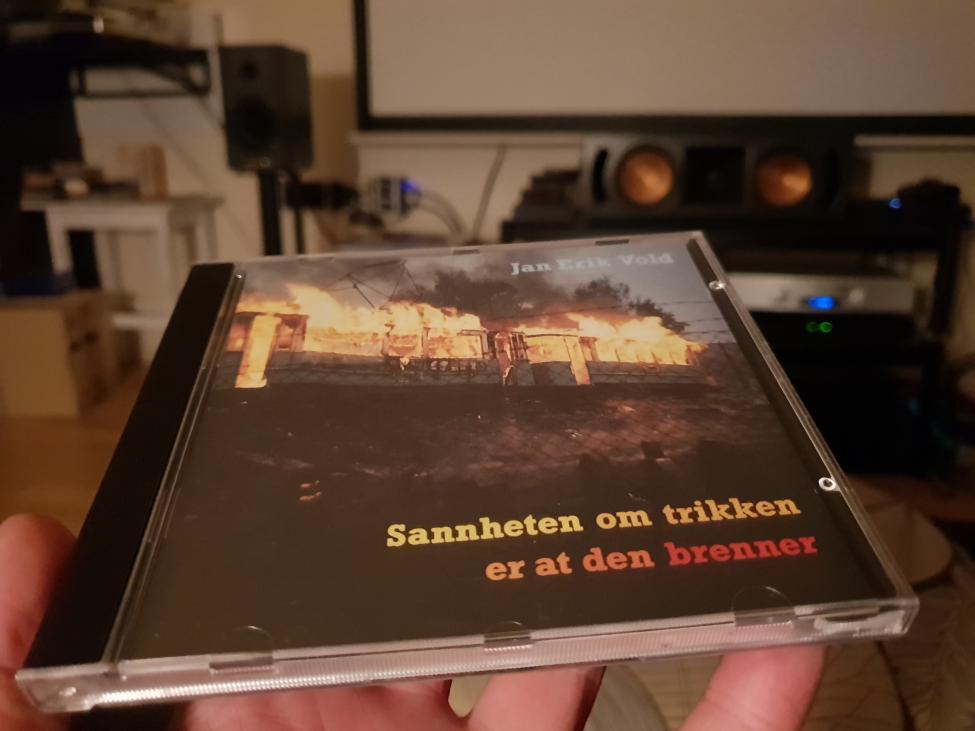 Jan Erik Vold
Sannheten om trikken
er at den brenner